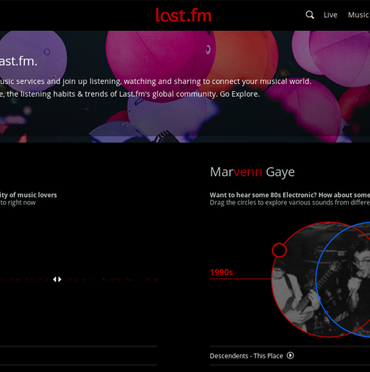 last.fm
Live
Music
ast.fm.
usic services and join up listening, watching and sharing to connect your musical world.
e, the listening habits & trends of Last.fm's global community. Go Explore.
Marvenn Gaye
ity of music lovers
to right now
Want to hear some 80s Electronic? How about some
Drag the circles to explore various sounds from differe
1990s
Descendents - This Place